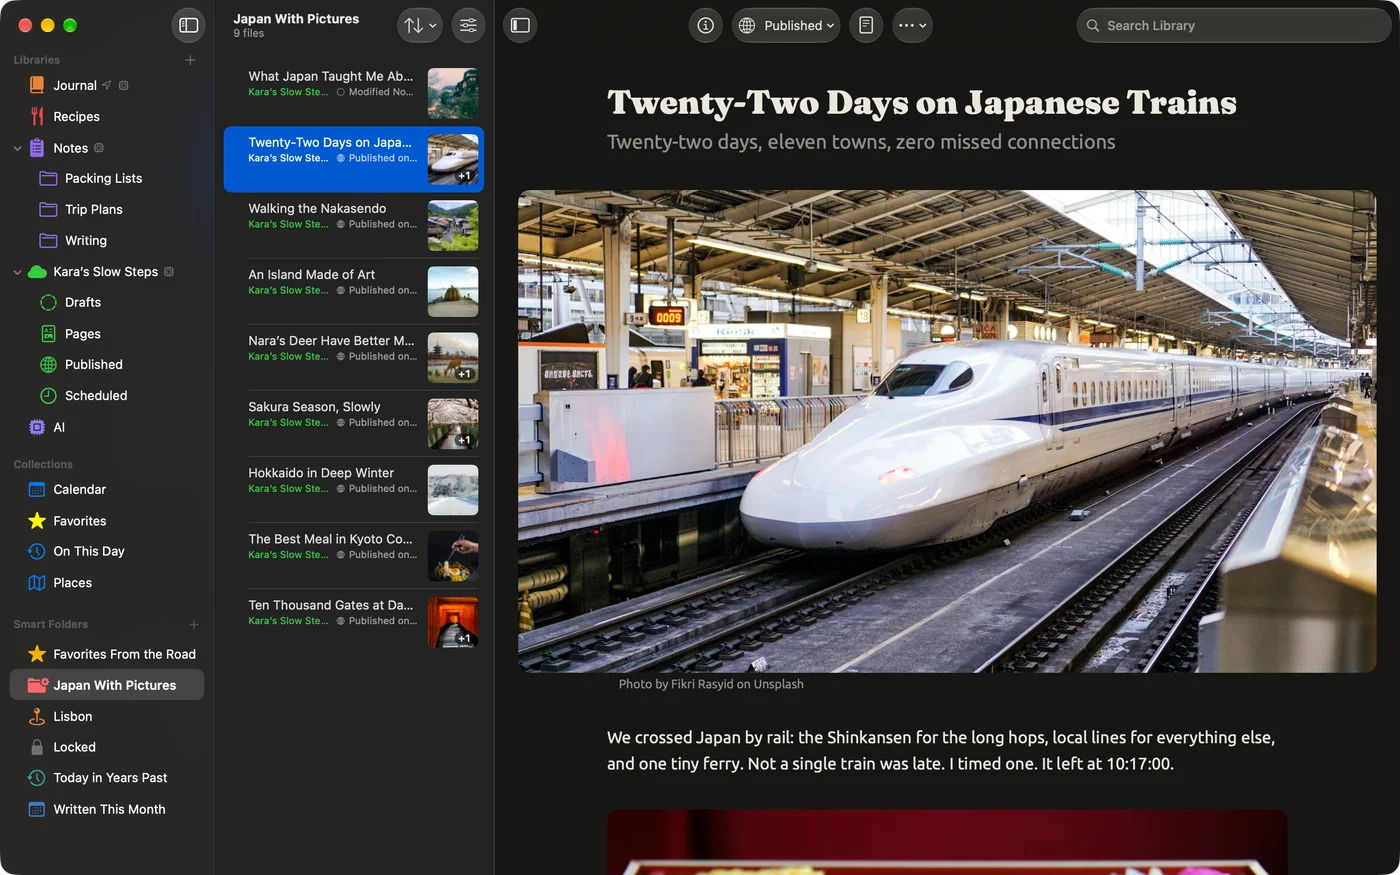 Japan With Pictures
9 files
Published
Search Library
Libraries
Journal
Recipes
Notes
Packing Lists
Trip Plans
Writing
Kara's Slow Steps
Drafts
Pages
Published
Scheduled
AI
Collections
Calendar
Favorites
On This Day
Places
Smart Folders
Favorites From the Road
Japan With Pictures
Lisbon
Locked
Today in Years Past
Written This Month
What Japan Taught Me Ab...
Kara's Slow Ste... Modified No...
Twenty-Two Days on Japa...
Kara's Slow Ste... Published on...
+1
Walking the Nakasendo
Kara's Slow Ste... Published on...
An Island Made of Art
Kara's Slow Ste... Published on...
Nara's Deer Have Better M...
Kara's Slow Ste... Published on...
+1
Sakura Season, Slowly
Kara's Slow Ste... Published on...
+1
Hokkaido in Deep Winter
Kara's Slow Ste... Published on...
The Best Meal in Kyoto Co...
Kara's Slow Ste... Published on...
Ten Thousand Gates at Da...
Kara's Slow Ste... Published on...
+1
Twenty-Two Days on Japanese Trains
Twenty-two days, eleven towns, zero missed connections
0009
Kiosk
18
Photo by Fikri Rasyid on Unsplash
We crossed Japan by rail: the Shinkansen for the long hops, local lines for everything else,
and one tiny ferry. Not a single train was late. I timed one. It left at 10:17:00.